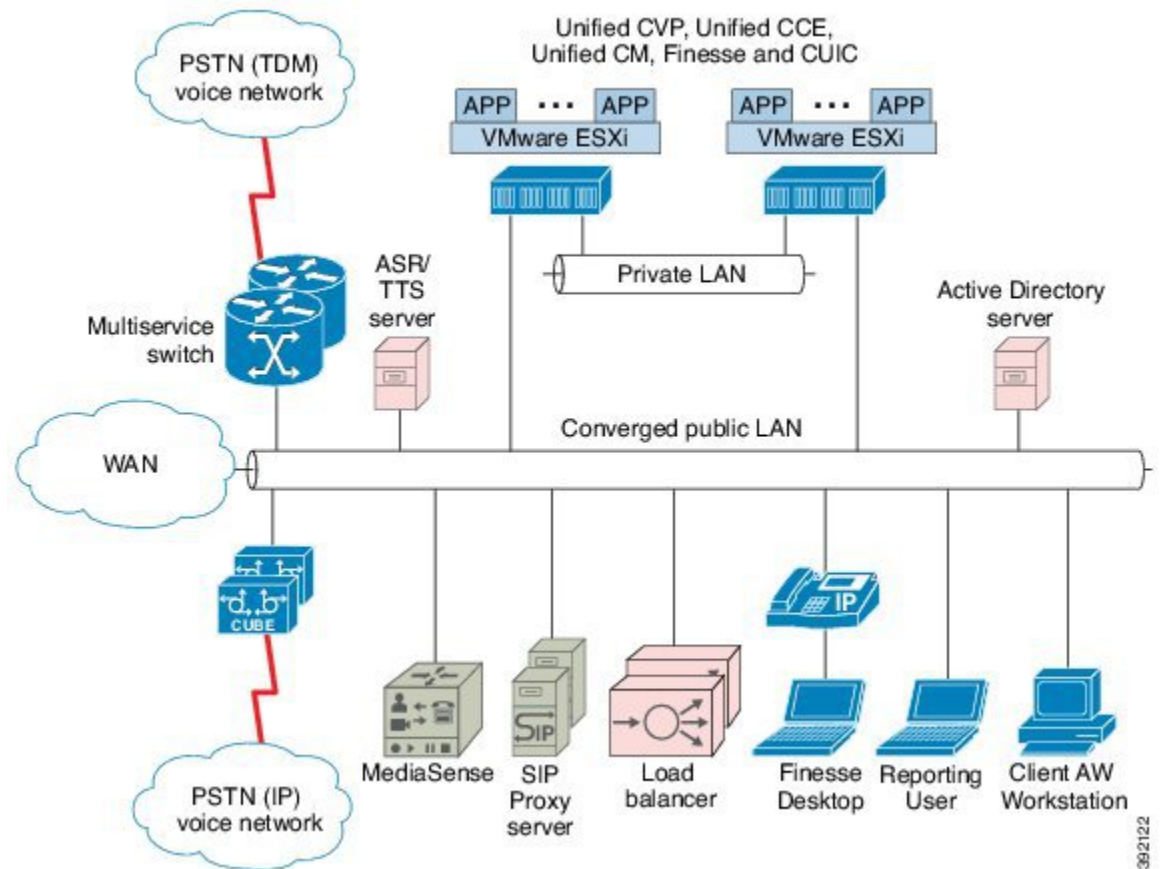 Unified CVP, Unified CCE,
Unified CM, Finesse and CUIC
PSTN (TDM)
voice network
APP ... APP
VMware ESXi
APP ... APP
VMware ESXi
Private LAN
ASR/
TTS
server
Active Directory
server
Multiservice
switch
Converged public LAN
WAN
CUBE
IP
SIP
MediaSense
SIP
Proxy
server
Load
balancer
Finesse
Desktop
Reporting
User
Client AW
Workstation
PSTN (IP)
voice network
392122